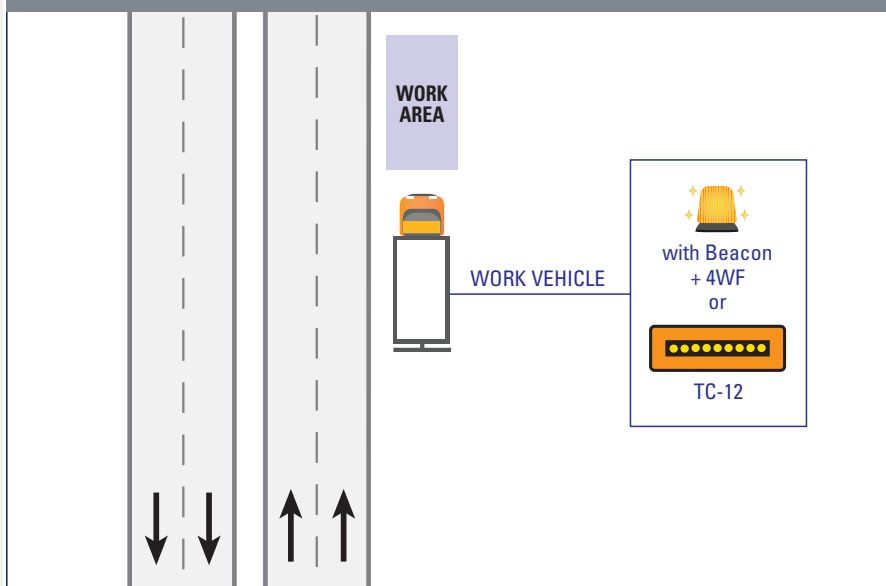 WORK
AREA
WORK VEHICLE
with Beacon
+ 4WF
or
TC-12